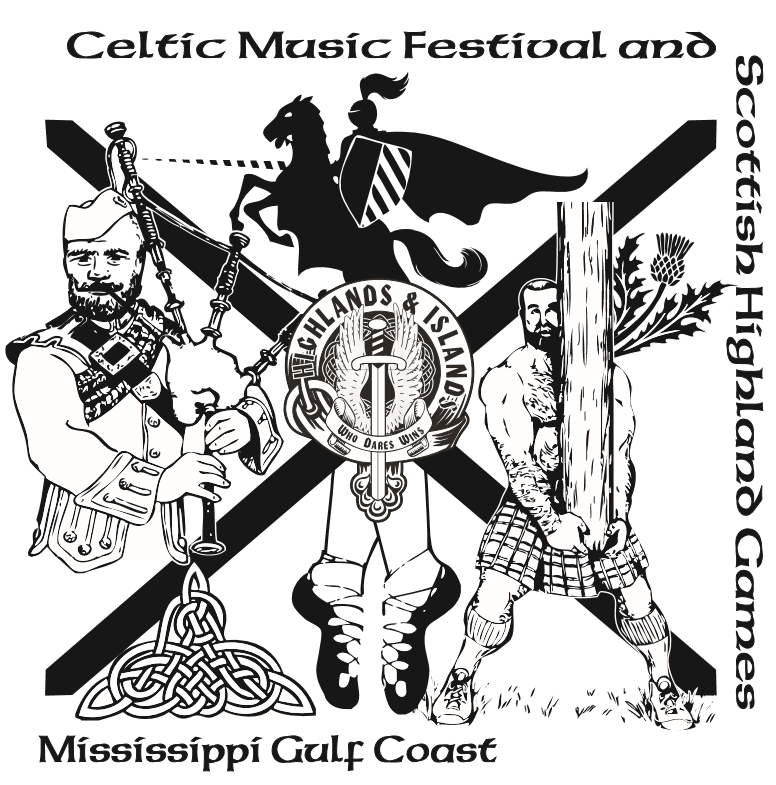 Celtic Music Festival and
Scottish Highland Games
HIGHLANDS & ISLANDS
WHO DARES WINS
Mississippi Gulf Coast